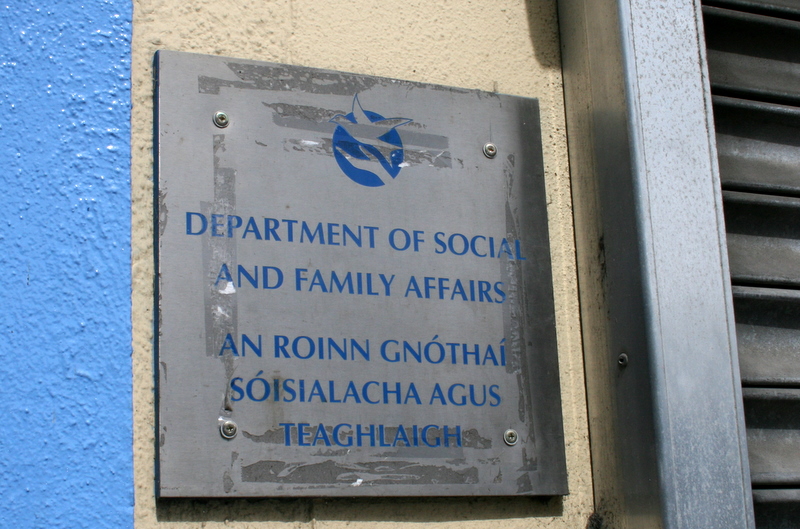 DEPARTMENT OF SOCIAL
AND FAMILY AFFAIRS
AN ROINN GNÓTHAÍ
SÓISIALACHA AGUS
TEAGHLAIGH